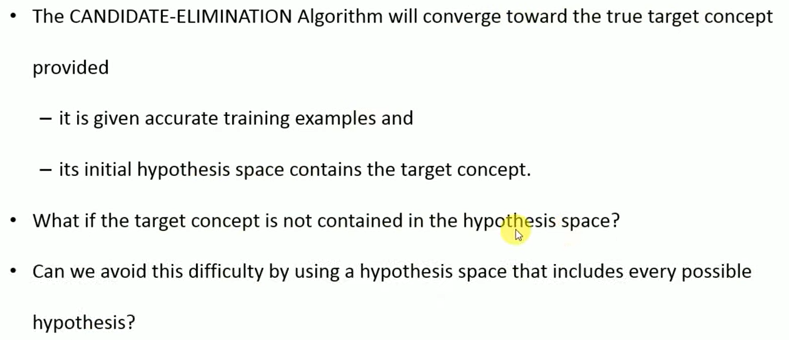 • The CANDIDATE-ELIMINATION Algorithm will converge toward the true target concept
provided
– it is given accurate training examples and
– its initial hypothesis space contains the target concept.
• What if the target concept is not contained in the hypothesis space?
• Can we avoid this difficulty by using a hypothesis space that includes every possible
hypothesis?